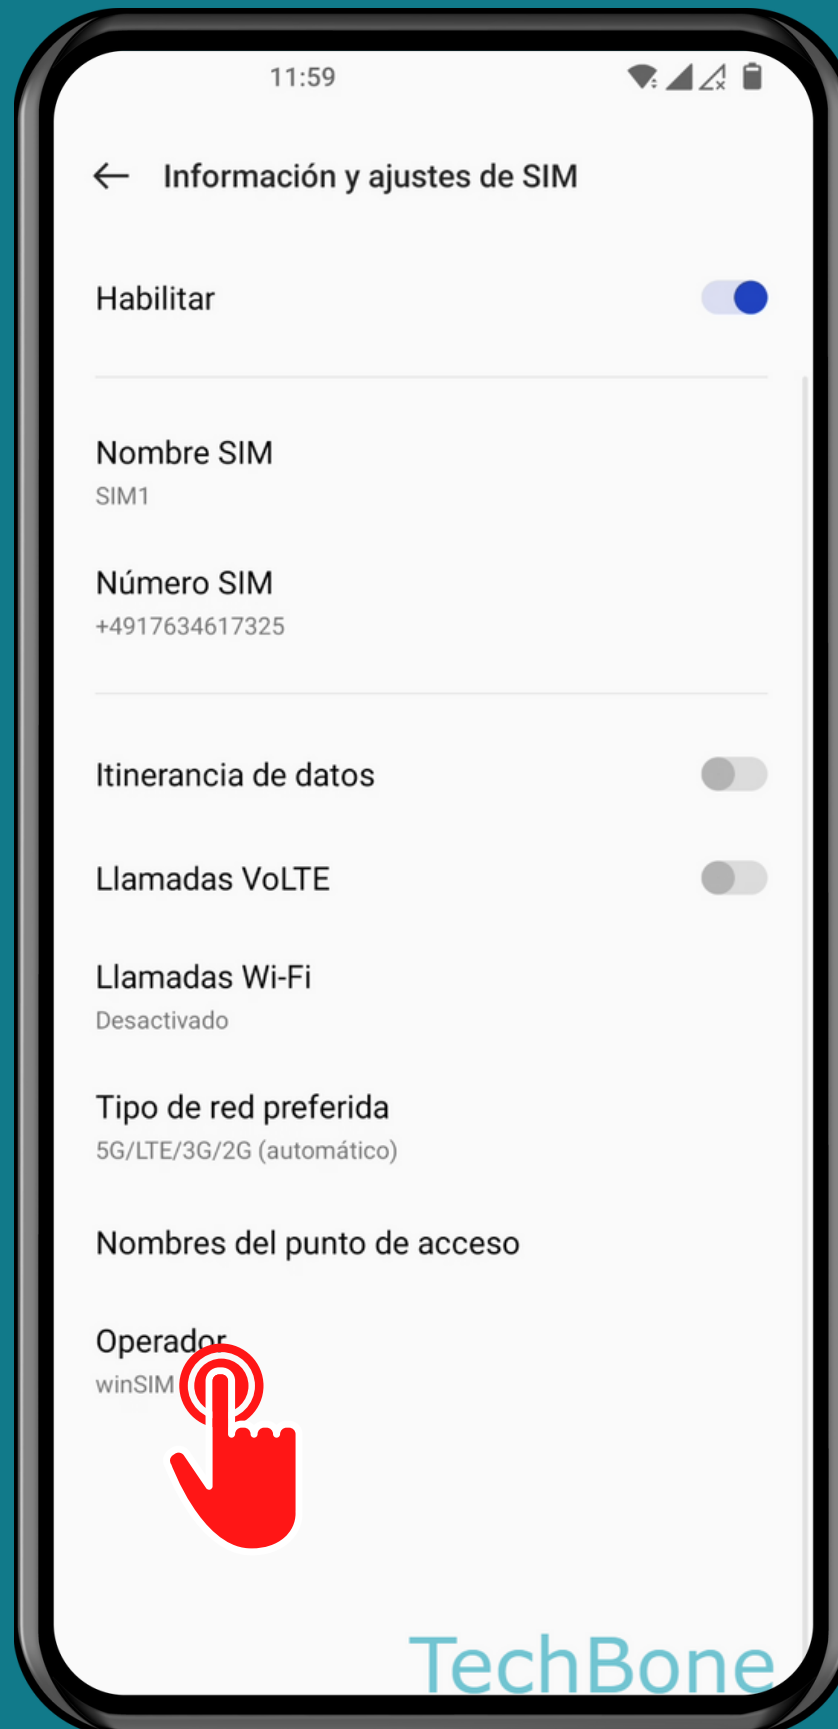 11:59
Información y ajustes de SIM
Habilitar
Nombre SIM
SIM1
Número SIM
+4917634617325
Itinerancia de datos
Llamadas VoLTE
Llamadas Wi-Fi
Desactivado
Tipo de red preferida
5G/LTE/3G/2G (automático)
Nombres del punto de acceso
Operador
winSIM
TechBone